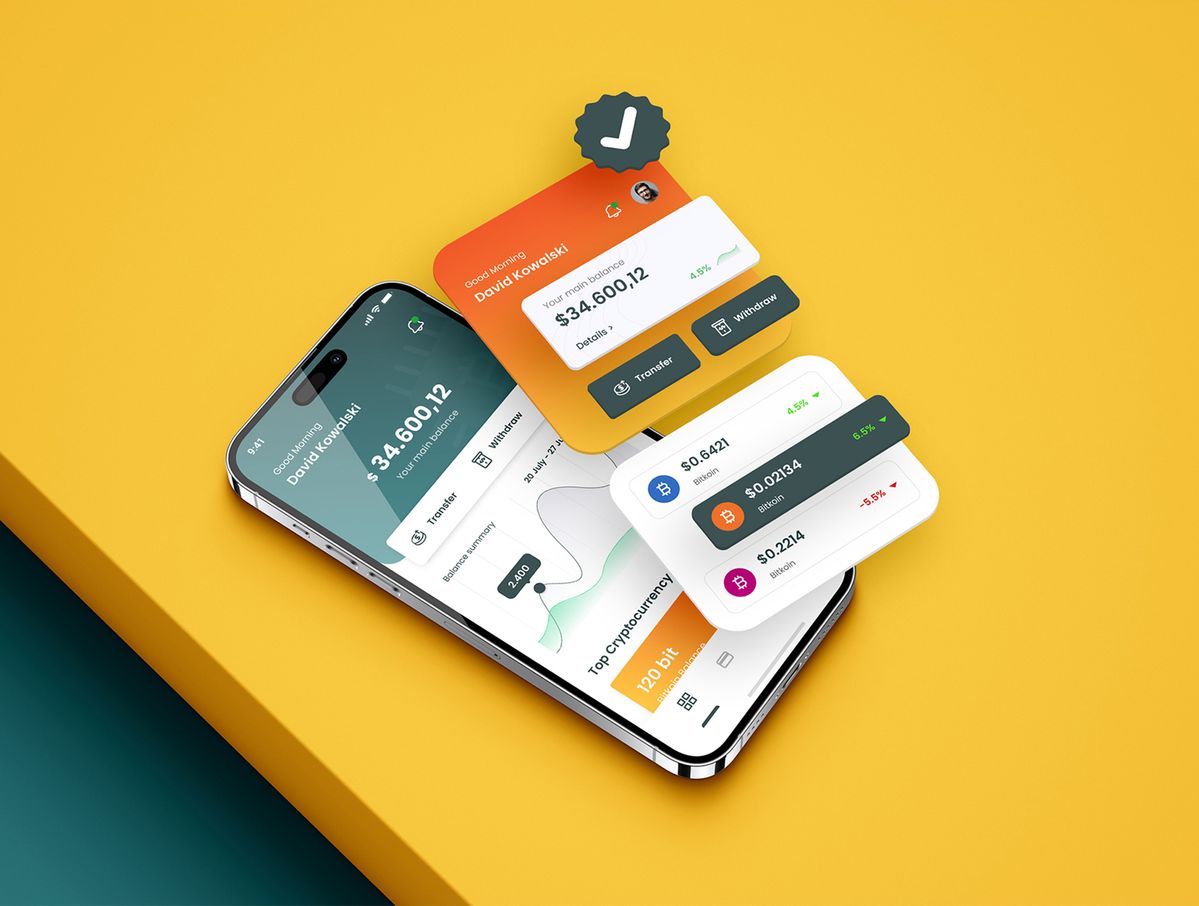 Good Morning
David Kowalski
Your main balance
$34.600,12
4.5%
Details ›
Transfer
Withdraw
9:41
Good Morning
David Kowalski
$ 34.600,12
Your main balance
Transfer
Withdraw
Balance summary
20 July - 27
2.400
Top Cryptocurrency
120 bit
Bitkoin Balance
$0.6421
Bitkoin
4.5%
$0.02134
Bitkoin
6.5%
$0.2214
Bitkoin
-5.5%